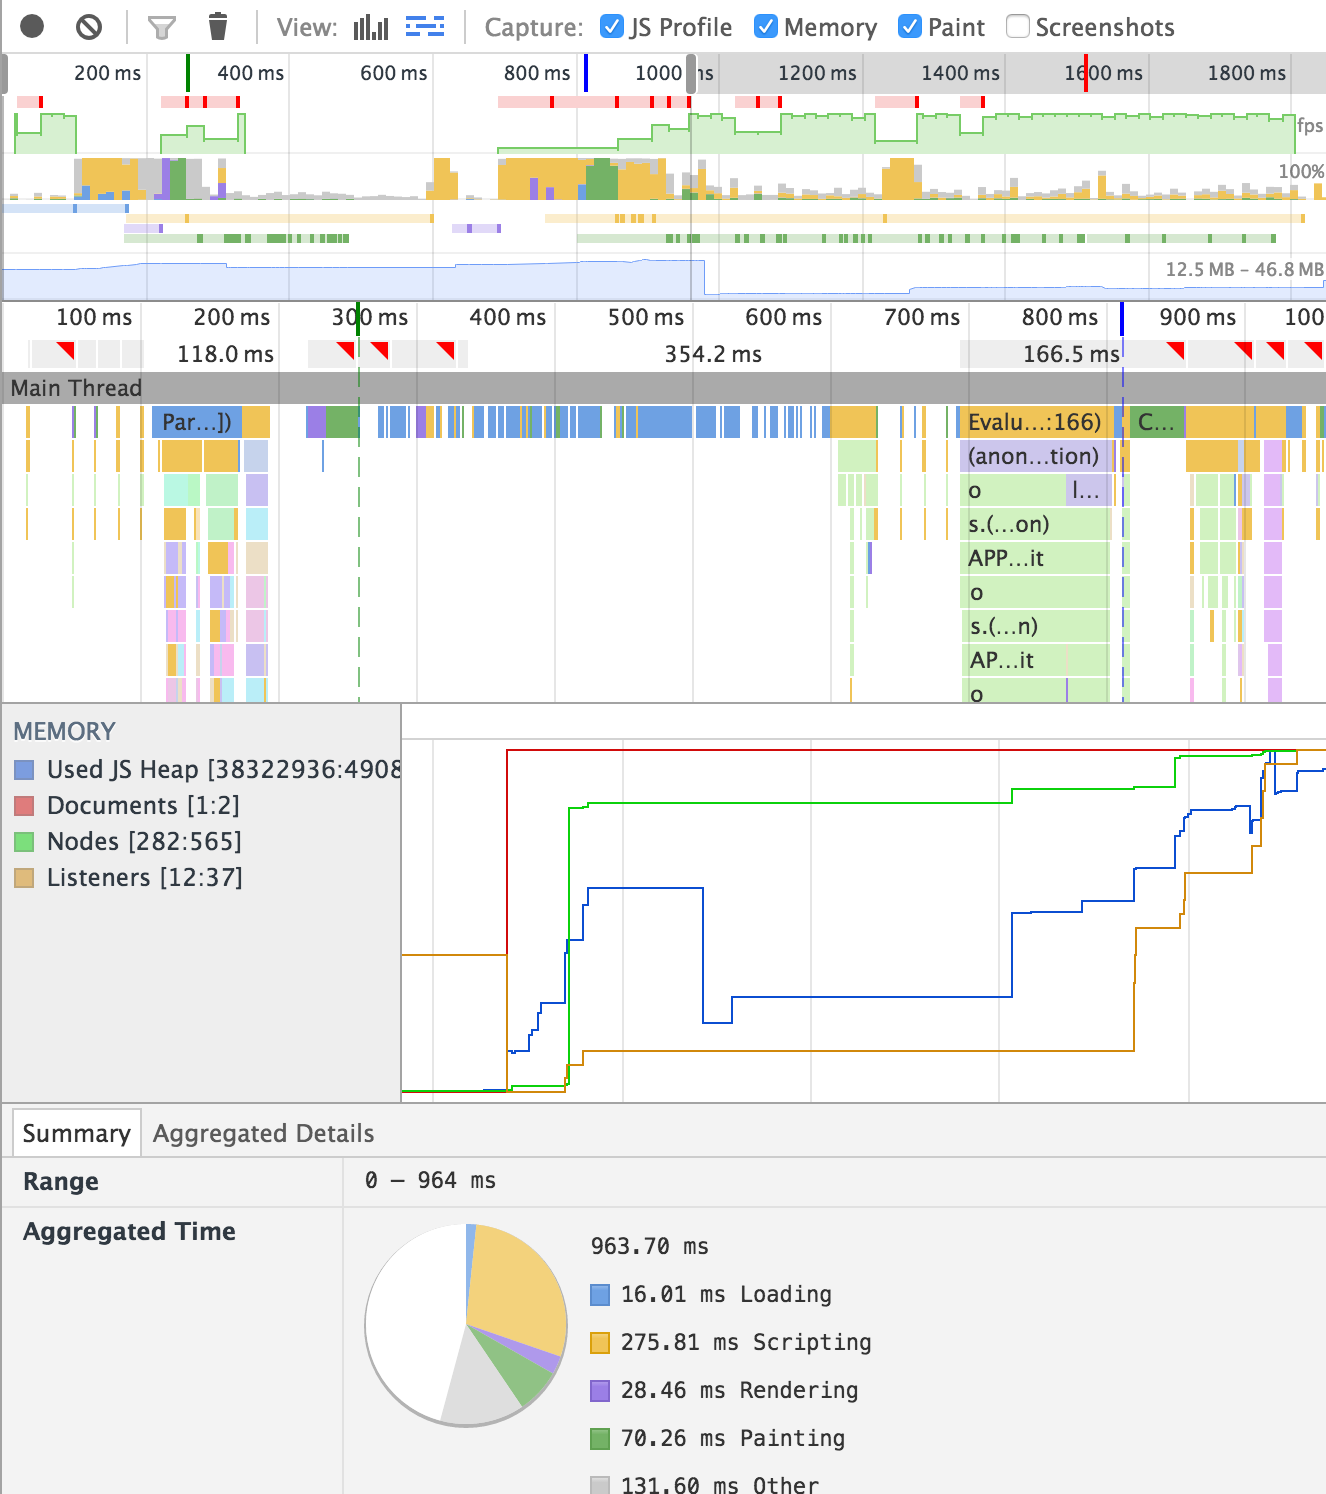 View: Capture: JS Profile Memory Paint Screenshots
200 ms 400 ms 600 ms 800 ms 1000 ms 1200 ms 1400 ms 1600 ms 1800 ms
fps
100%
12.5 MB – 46.8 MB
100 ms 200 ms 300 ms 400 ms 500 ms 600 ms 700 ms 800 ms 900 ms 100
118.0 ms 354.2 ms 166.5 ms
Main Thread
Par...]) Evalu...:166) C...
(anon...tion)
o l...
s.(...on)
APP...it
o
s.(...n)
AP...it
o
MEMORY
Used JS Heap [38322936:4908
Documents [1:2]
Nodes [282:565]
Listeners [12:37]
Summary Aggregated Details
Range 0 – 964 ms
Aggregated Time
963.70 ms
16.01 ms Loading
275.81 ms Scripting
28.46 ms Rendering
70.26 ms Painting
131.60 ms Other